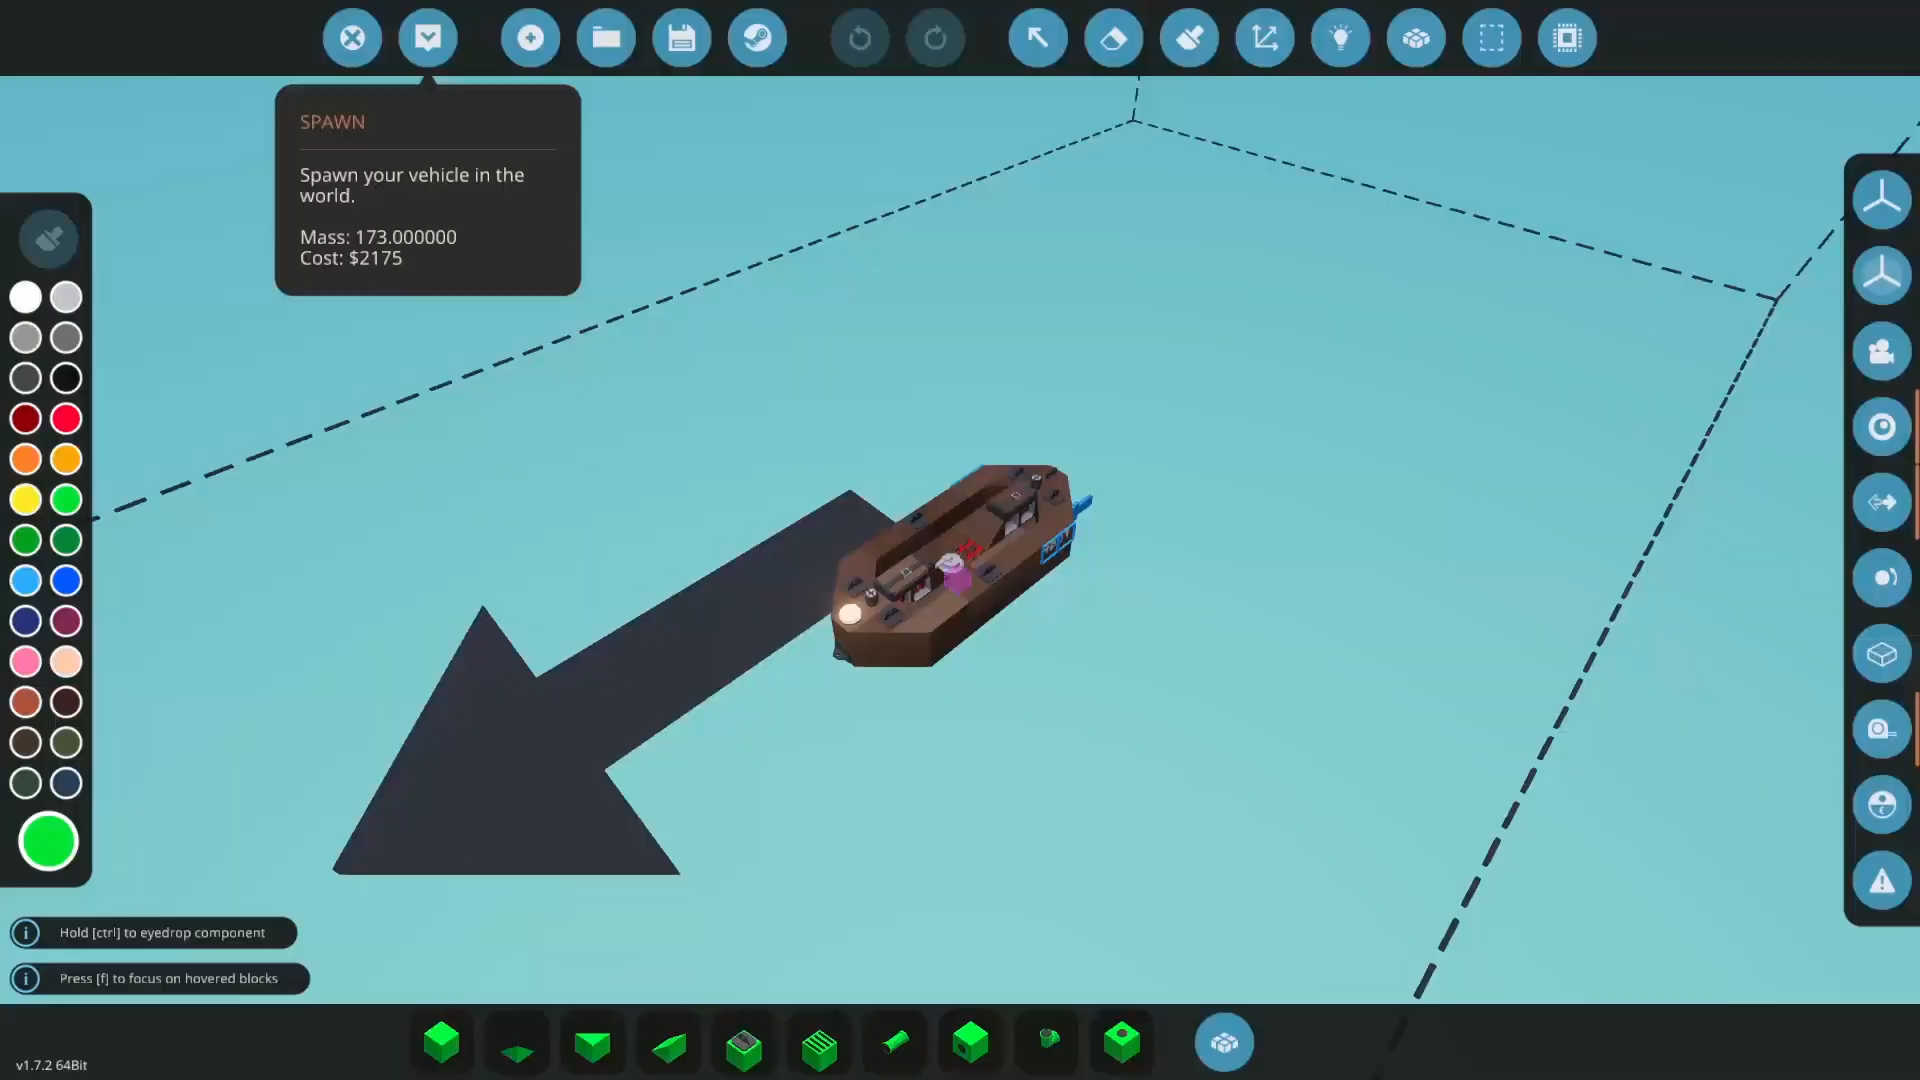 SPAWN
Spawn your vehicle in the
world.
Mass: 173.000000
Cost: $2175
Hold [ctrl] to eyedrop component
Press [f] to focus on hovered blocks
v1.7.2 64Bit